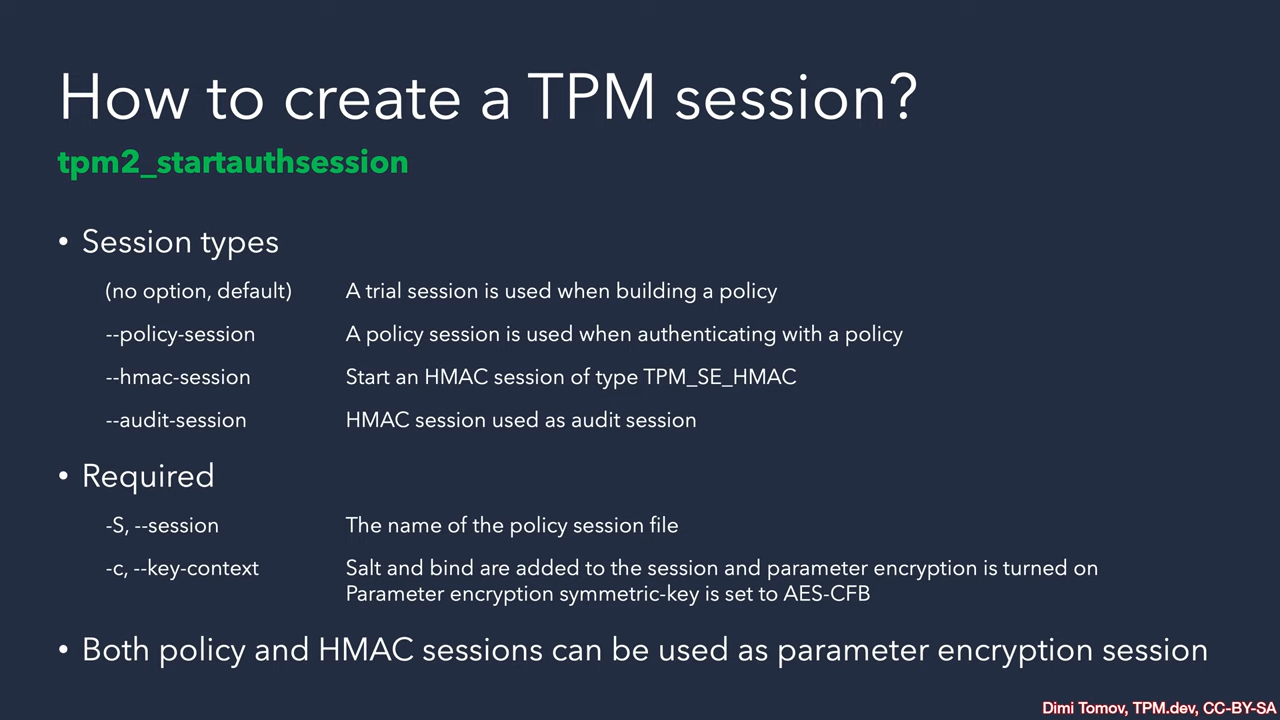 How to create a TPM session?
tpm2_startauthsession
• Session types
(no option, default) A trial session is used when building a policy
--policy-session A policy session is used when authenticating with a policy
--hmac-session Start an HMAC session of type TPM_SE_HMAC
--audit-session HMAC session used as audit session
• Required
-S, --session The name of the policy session file
-c, --key-context Salt and bind are added to the session and parameter encryption is turned on
Parameter encryption symmetric-key is set to AES-CFB
• Both policy and HMAC sessions can be used as parameter encryption session
Dimi Tomov, TPM.dev, CC-BY-SA